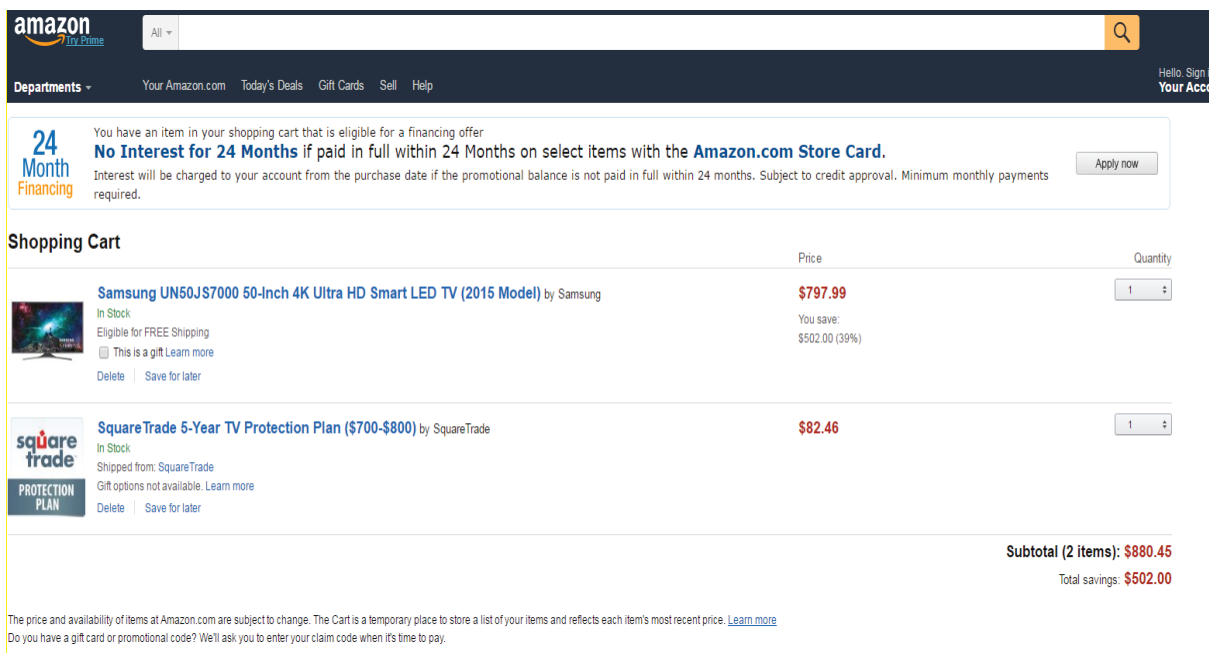 amazon
Try Prime
All
Departments
Your Amazon.com Today's Deals Gift Cards Sell Help
Hello. Sign i
Your Acco
24
Month
Financing
You have an item in your shopping cart that is eligible for a financing offer
No Interest for 24 Months if paid in full within 24 Months on select items with the Amazon.com Store Card.
Interest will be charged to your account from the purchase date if the promotional balance is not paid in full within 24 months. Subject to credit approval. Minimum monthly payments
required.
Apply now
Shopping Cart
Price Quantity
Samsung UN50JS7000 50-Inch 4K Ultra HD Smart LED TV (2015 Model) by Samsung
In Stock
Eligible for FREE Shipping
This is a gift Learn more
Delete Save for later
$797.99
You save:
$502.00 (39%)
1
square
trade
PROTECTION
PLAN
SquareTrade 5-Year TV Protection Plan ($700-$800) by SquareTrade
In Stock
Shipped from: SquareTrade
Gift options not available. Learn more
Delete Save for later
$82.46
1
Subtotal (2 items): $880.45
Total savings: $502.00
The price and availability of items at Amazon.com are subject to change. The Cart is a temporary place to store a list of your items and reflects each item's most recent price. Learn more
Do you have a gift card or promotional code? We'll ask you to enter your claim code when it's time to pay.